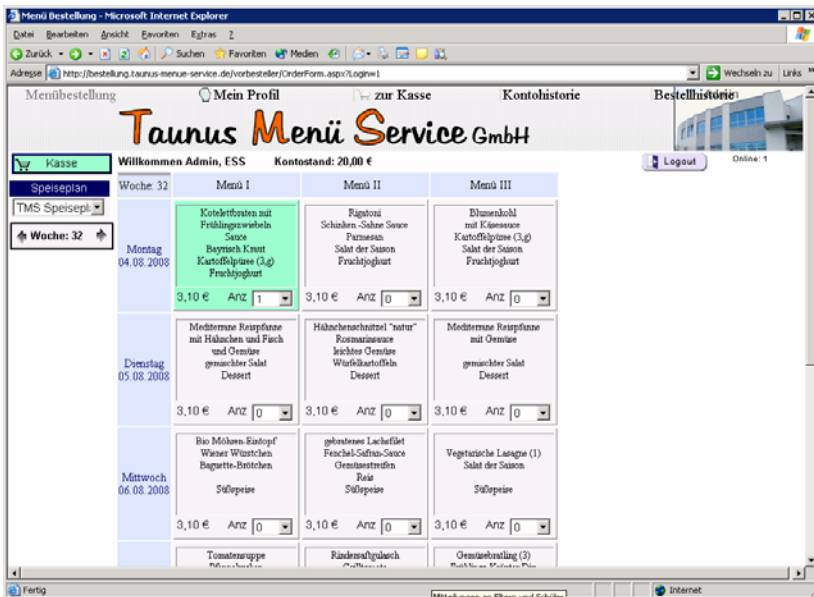 Menü Bestellung - Microsoft Internet Explorer
Datei Bearbeiten Ansicht Favoriten Extras ?
Zurück Suchen Favoriten Medien
Adresse http://bestellung.taunus-menue-service.de/vorbesteller/OrderForm.aspx?Login=1 Wechseln zu Links
Menübestellung Mein Profil zur Kasse Kontohistorie Bestellhistorie
Taunus Menü Service GmbH
Kasse Willkommen Admin, ESS Kontostand: 20,00 € Logout Online: 1
Speiseplan
TMS Speisepl
Woche: 32
Woche: 32 Menü I Menü II Menü III
Montag
04.08.2008
Kotelettbraten mit
Frühlingszwiebeln
Sauce
Bayrisch Kraut
Kartoffelpüree (3,g)
Fruchtjoghurt
3,10 € Anz 1
Rigatoni
Schinken -Sahne Sauce
Parmesan
Salat der Saison
Fruchtjoghurt
3,10 € Anz 0
Blumenkohl
mit Käsesauce
Kartoffelpüree (3,g)
Salat der Saison
Fruchtjoghurt
3,10 € Anz 0
Dienstag
05.08.2008
Mediterrane Reispfanne
mit Hähnchen und Fisch
und Gemüse
gemischter Salat
Dessert
3,10 € Anz 0
Hähnchenschnitzel "natur"
Rosmarinsauce
leichtes Gemüse
Würfelkartoffeln
Dessert
3,10 € Anz 0
Mediterrane Reispfanne
mit Gemüse
gemischter Salat
Dessert
3,10 € Anz 0
Mittwoch
06.08.2008
Bio Möhren-Eintopf
Wiener Würstchen
Baguette-Brötchen
Süßspeise
3,10 € Anz 0
gebratenes Lachsfilet
Fenchel-Safran-Sauce
Gemüsestreifen
Reis
Süßspeise
3,10 € Anz 0
Vegetarische Lasagne (1)
Salat der Saison
Süßspeise
3,10 € Anz 0
Tomatensuppe
Rindersaftgulasch
Gemüsebratling (3)
Fertig Internet